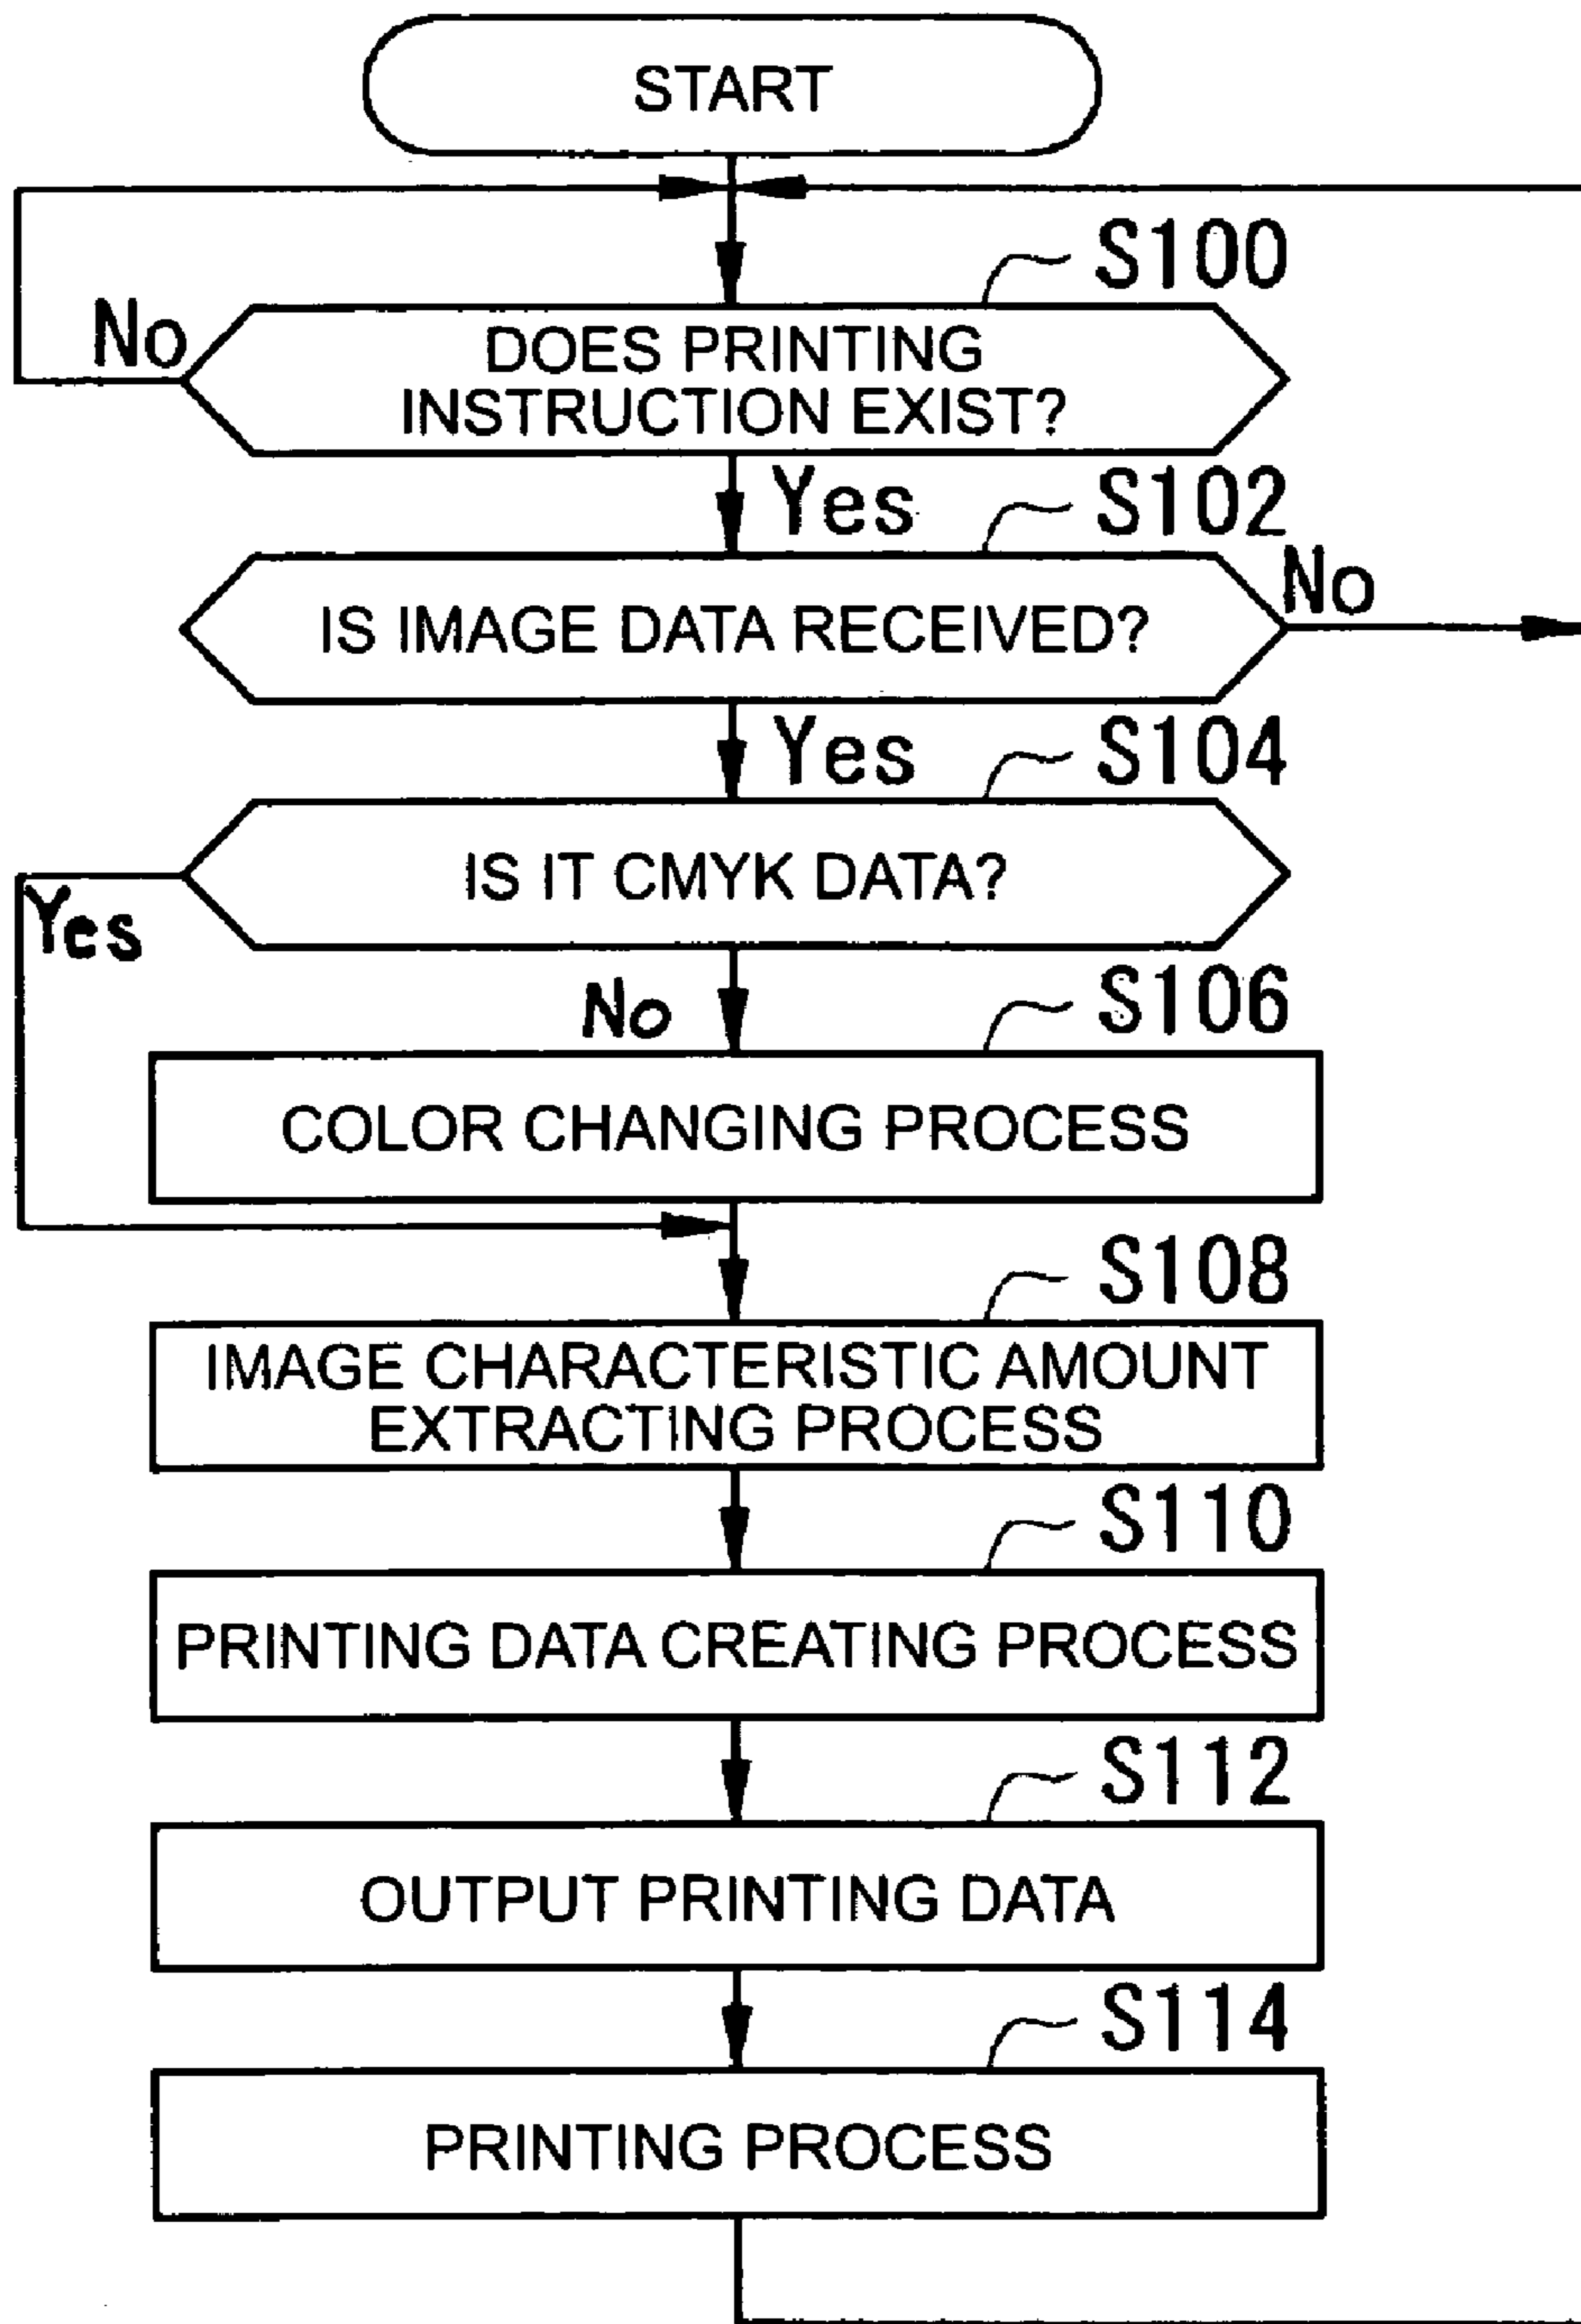 START
S100
No
DOES PRINTING
INSTRUCTION EXIST?
Yes
S102
No
IS IMAGE DATA RECEIVED?
Yes
S104
IS IT CMYK DATA?
Yes
No
S106
COLOR CHANGING PROCESS
S108
IMAGE CHARACTERISTIC AMOUNT
EXTRACTING PROCESS
S110
PRINTING DATA CREATING PROCESS
S112
OUTPUT PRINTING DATA
S114
PRINTING PROCESS